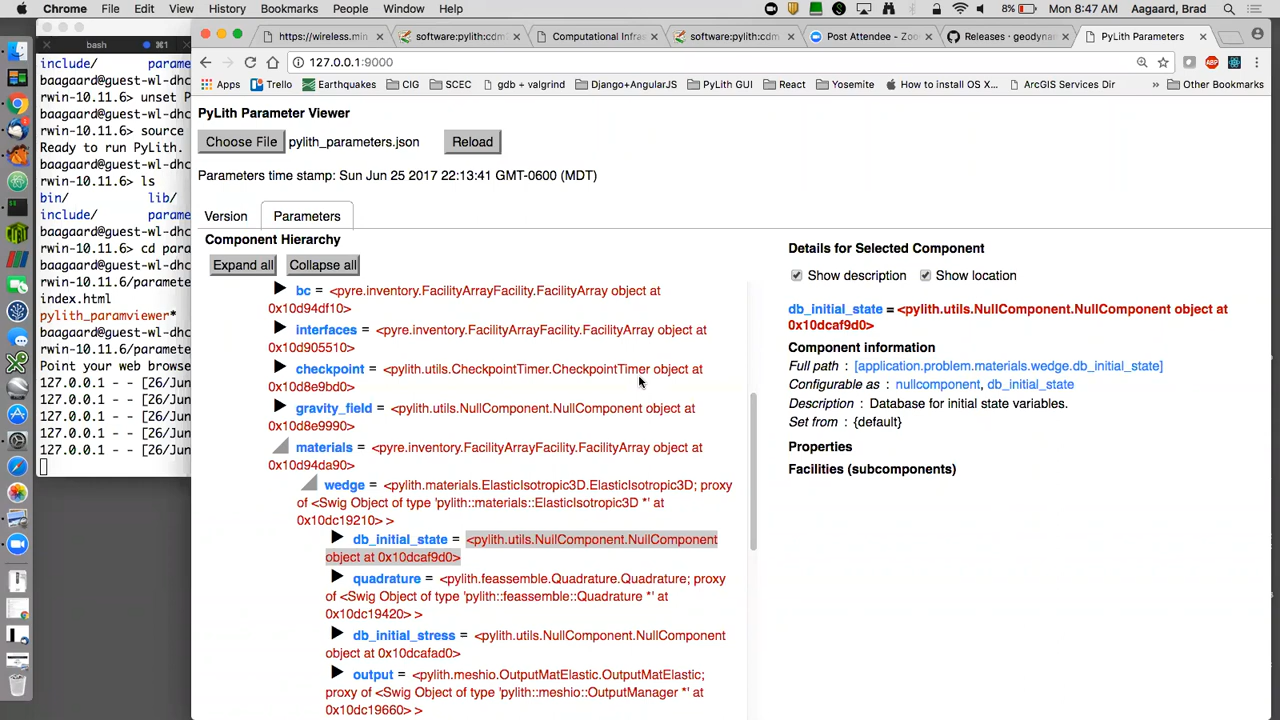 Chrome File Edit View History Bookmarks People Window Help 8% Mon 8:47 AM Aagaard, Brad
bash ⌘1
include/ parame
baagaard@guest-wl-dhc
rwin-10.11.6> unset P
baagaard@guest-wl-dhc
rwin-10.11.6> source
Ready to run PyLith.
baagaard@guest-wl-dhc
rwin-10.11.6> ls
bin/ lib/
include/ parame
baagaard@guest-wl-dhc
rwin-10.11.6> cd para
baagaard@guest-wl-dhc
rwin-10.11.6/paramete
index.html
pylith_paramviewer*
baagaard@guest-wl-dhc
rwin-10.11.6/paramete
Point your web browse
127.0.0.1 - - [26/Jun
127.0.0.1 - - [26/Jun
127.0.0.1 - - [26/Jun
127.0.0.1 - - [26/Jun
127.0.0.1 - - [26/Jun
https://wireless.min software:pylith:cdm Computational Infras software:pylith:cdm Post Attendee - Zoo Releases · geodynar PyLith Parameters
127.0.0.1:9000
Apps Trello Earthquakes CIG SCEC gdb + valgrind Django+AngularJS PyLith GUI React Yosemite How to install OS X... ArcGIS Services Dir » Other Bookmarks
PyLith Parameter Viewer
Choose File pylith_parameters.json Reload
Parameters time stamp: Sun Jun 25 2017 22:13:41 GMT-0600 (MDT)
Version Parameters
Component Hierarchy
Expand all Collapse all
bc = <pyre.inventory.FacilityArrayFacility.FacilityArray object at
0x10d94df10>
interfaces = <pyre.inventory.FacilityArrayFacility.FacilityArray object at
0x10d905510>
checkpoint = <pylith.utils.CheckpointTimer.CheckpointTimer object at
0x10d8e9bd0>
gravity_field = <pylith.utils.NullComponent.NullComponent object at
0x10d8e9990>
materials = <pyre.inventory.FacilityArrayFacility.FacilityArray object at
0x10d94da90>
wedge = <pylith.materials.ElasticIsotropic3D.ElasticIsotropic3D; proxy
of <Swig Object of type 'pylith::materials::ElasticIsotropic3D *' at
0x10dc19210> >
db_initial_state = <pylith.utils.NullComponent.NullComponent
object at 0x10dcaf9d0>
quadrature = <pylith.feassemble.Quadrature.Quadrature; proxy
of <Swig Object of type 'pylith::feassemble::Quadrature *' at
0x10dc19420> >
db_initial_stress = <pylith.utils.NullComponent.NullComponent
object at 0x10dcafad0>
output = <pylith.meshio.OutputMatElastic.OutputMatElastic;
proxy of <Swig Object of type 'pylith::meshio::OutputManager *' at
0x10dc19660> >
Details for Selected Component
Show description Show location
db_initial_state = <pylith.utils.NullComponent.NullComponent object at
0x10dcaf9d0>
Component information
Full path : [application.problem.materials.wedge.db_initial_state]
Configurable as : nullcomponent, db_initial_state
Description : Database for initial state variables.
Set from : {default}
Properties
Facilities (subcomponents)